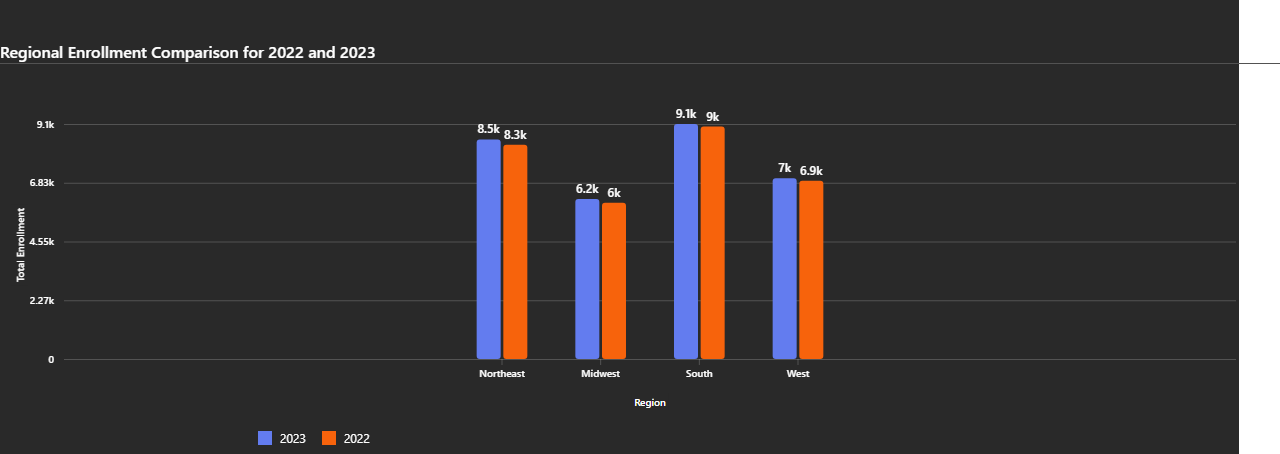 Regional Enrollment Comparison for 2022 and 2023
9.1k
6.83k
4.55k
2.27k
0
Total Enrollment
8.5k 8.3k
6.2k 6k
9.1k 9k
7k 6.9k
Northeast Midwest South West
Region
2023 2022